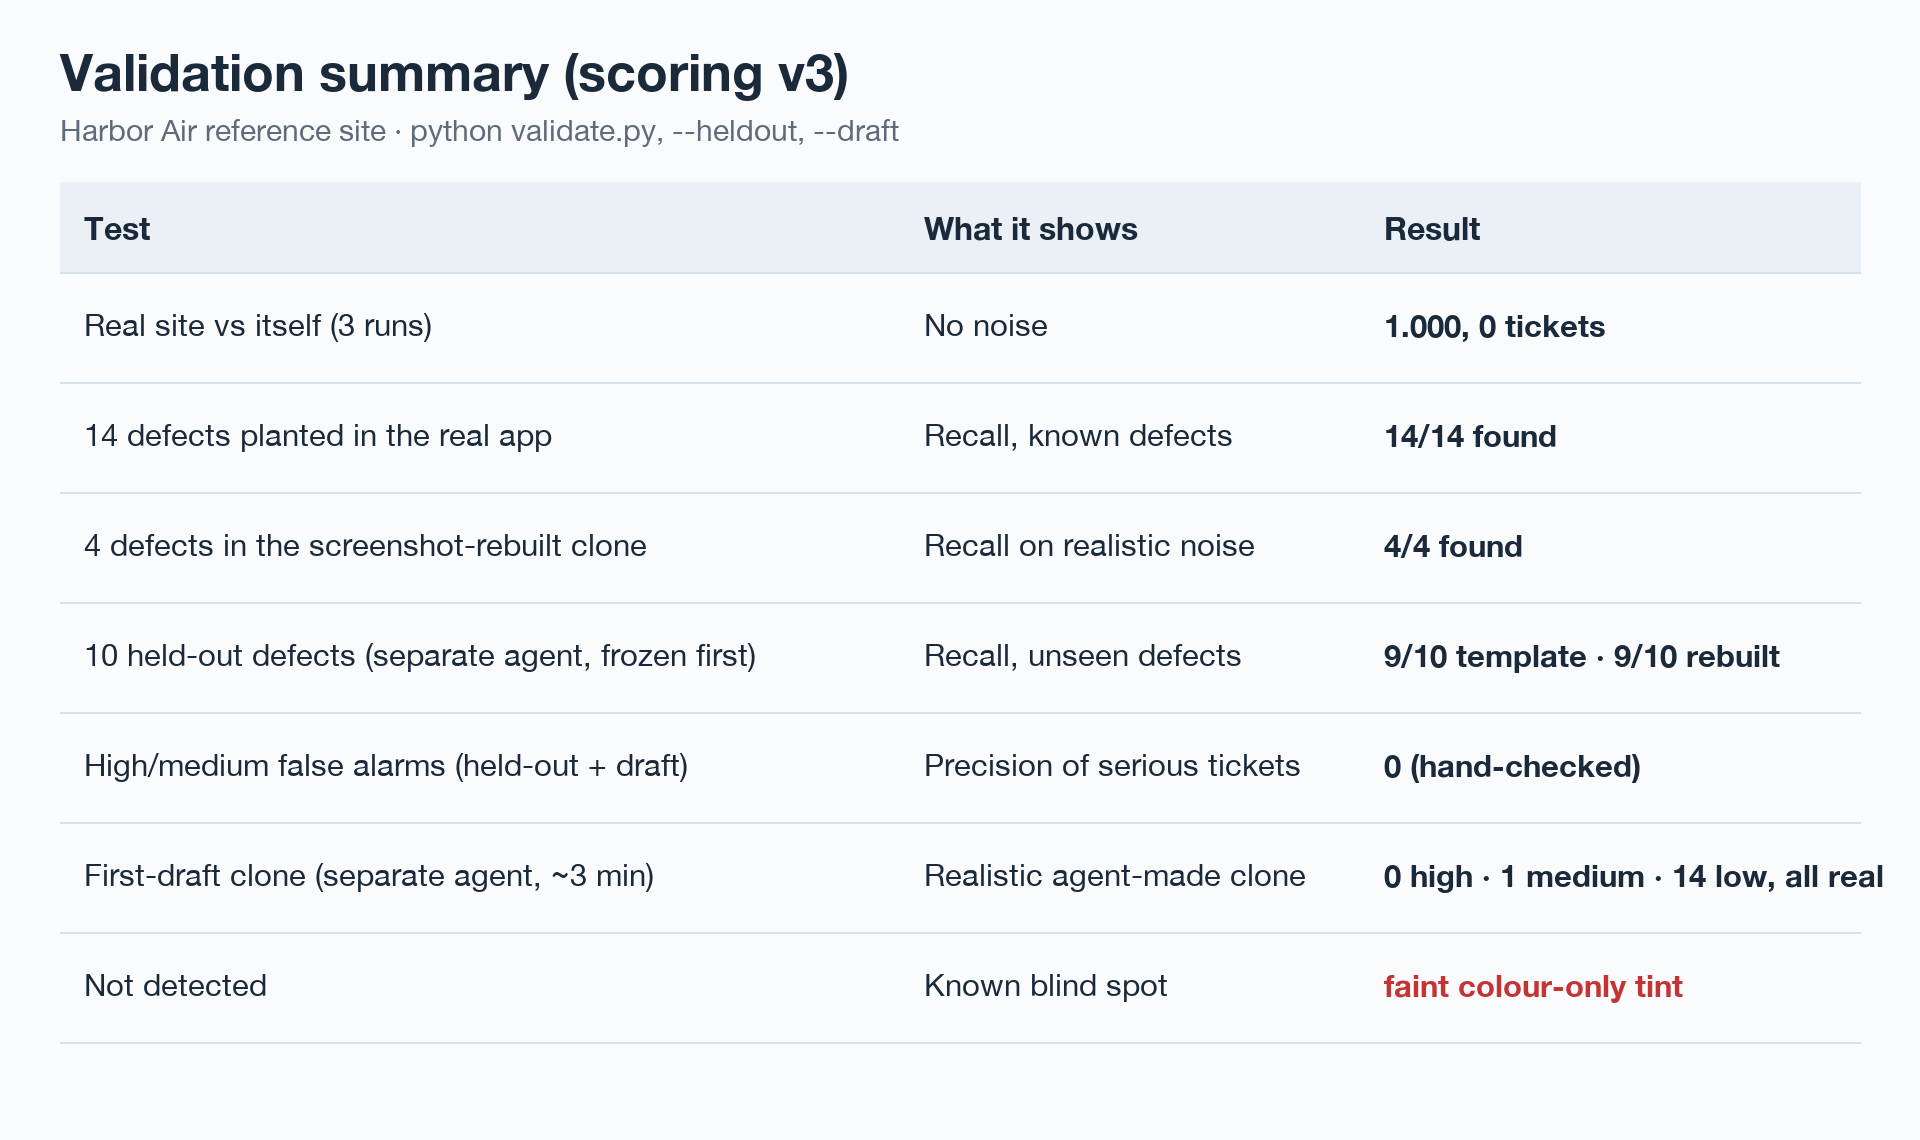 Validation summary (scoring v3)
Harbor Air reference site · python validate.py, --heldout, --draft
Test What it shows Result
Real site vs itself (3 runs) No noise 1.000, 0 tickets
14 defects planted in the real app Recall, known defects 14/14 found
4 defects in the screenshot-rebuilt clone Recall on realistic noise 4/4 found
10 held-out defects (separate agent, frozen first) Recall, unseen defects 9/10 template · 9/10 rebuilt
High/medium false alarms (held-out + draft) Precision of serious tickets 0 (hand-checked)
First-draft clone (separate agent, ~3 min) Realistic agent-made clone 0 high · 1 medium · 14 low, all real
Not detected Known blind spot faint colour-only tint